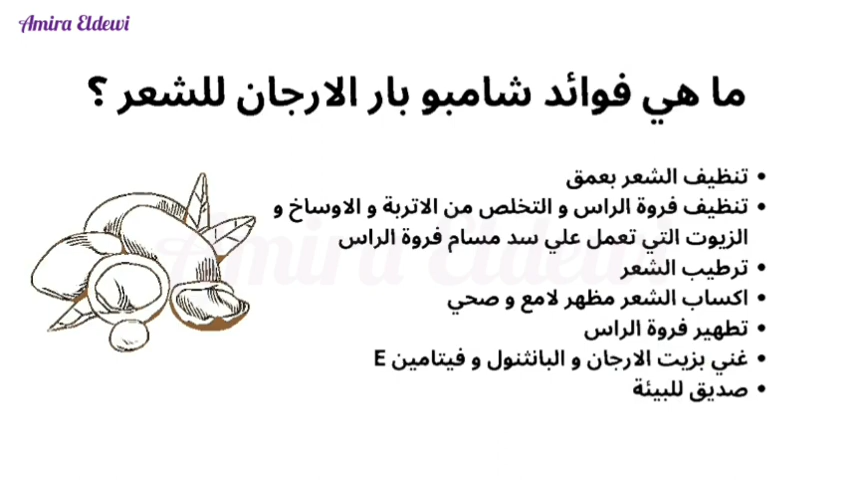 Amira Eldewi
ما هي فوائد شامبو بار الارجان للشعر ؟
• تنظيف الشعر بعمق
• تنظيف فروة الراس و التخلص من الاتربة و الاوساخ و
الزيوت التي تعمل علي سد مسام فروة الراس
• ترطيب الشعر
• اكساب الشعر مظهر لامع و صحي
• تطهير فروة الراس
• غني بزيت الارجان و البانثنول و فيتامين E
• صديق للبيئة
Amira Eldewi